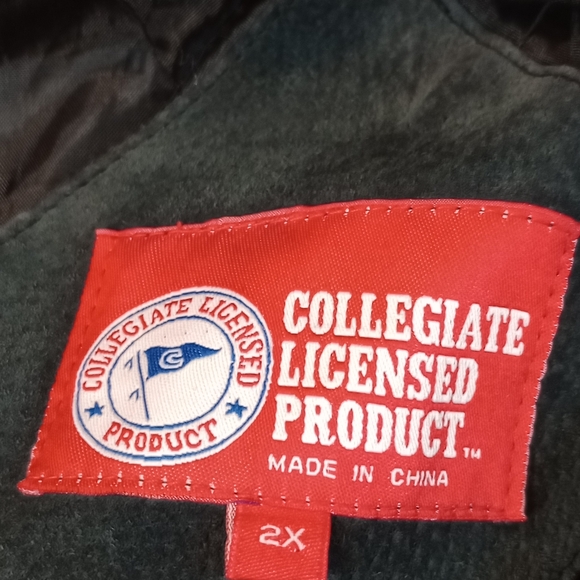 COLLEGIATE LICENSED
C
PRODUCT
COLLEGIATE
LICENSED
PRODUCT™
MADE IN CHINA
2X